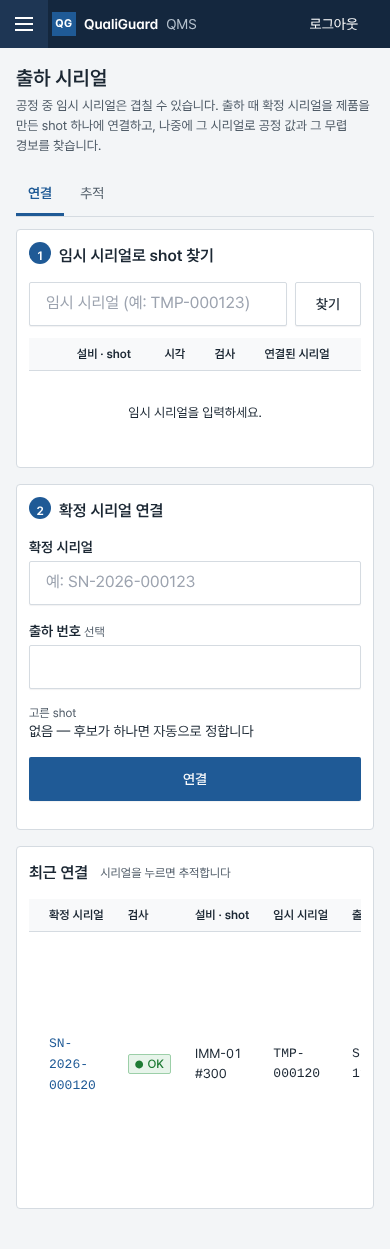 QG QualiGuard QMS 로그아웃
출하 시리얼
공정 중 임시 시리얼은 겹칠 수 있습니다. 출하 때 확정 시리얼을 제품을
만든 shot 하나에 연결하고, 나중에 그 시리얼로 공정 값과 그 무렵
경보를 찾습니다.
연결 추적
1 임시 시리얼로 shot 찾기
임시 시리얼 (예: TMP-000123) 찾기
설비 · shot 시각 검사 연결된 시리얼
임시 시리얼을 입력하세요.
2 확정 시리얼 연결
확정 시리얼
예: SN-2026-000123
출하 번호 선택
고른 shot
없음 — 후보가 하나면 자동으로 정합니다
연결
최근 연결 시리얼을 누르면 추적합니다
확정 시리얼 검사 설비 · shot 임시 시리얼
SN-
2026-
000120
OK
IMM-01
#300
TMP-
000120
S
1